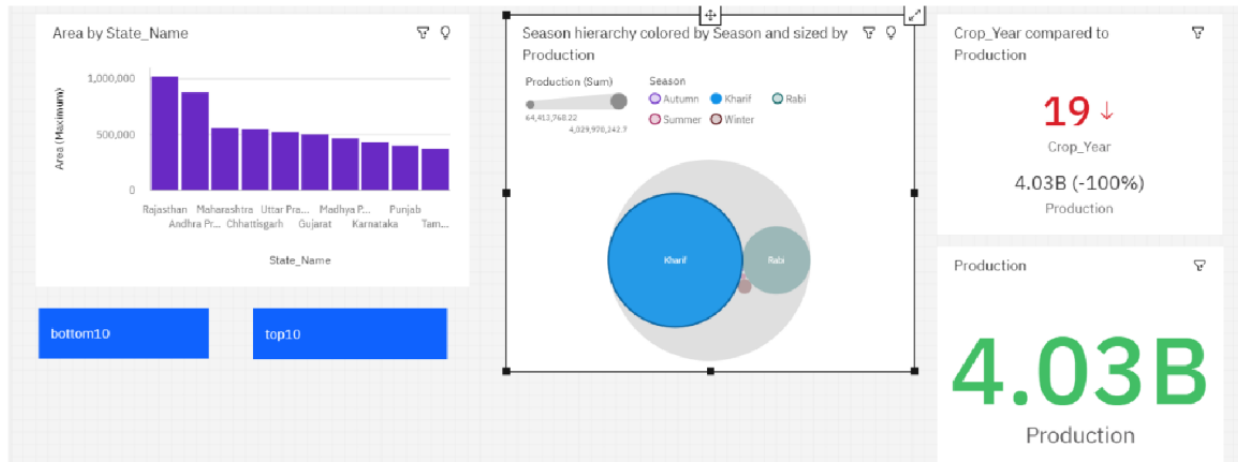 Area by State_Name
1,000,000
500,000
0
Area (Maximum)
Rajasthan Maharashtra Uttar Pra... Madhya P... Punjab
Andhra Pr... Chhattisgarh Gujarat Karnataka Tam...
State_Name
bottom10
top10
Season hierarchy colored by Season and sized by
Production
Production (Sum)
64,413,760.22
4,029,970,242.7
Season
Autumn Kharif Rabi
Summer Winter
Kharif
Rabi
Crop_Year compared to
Production
19 ↓
Crop_Year
4.03B (-100%)
Production
Production
4.03B
Production